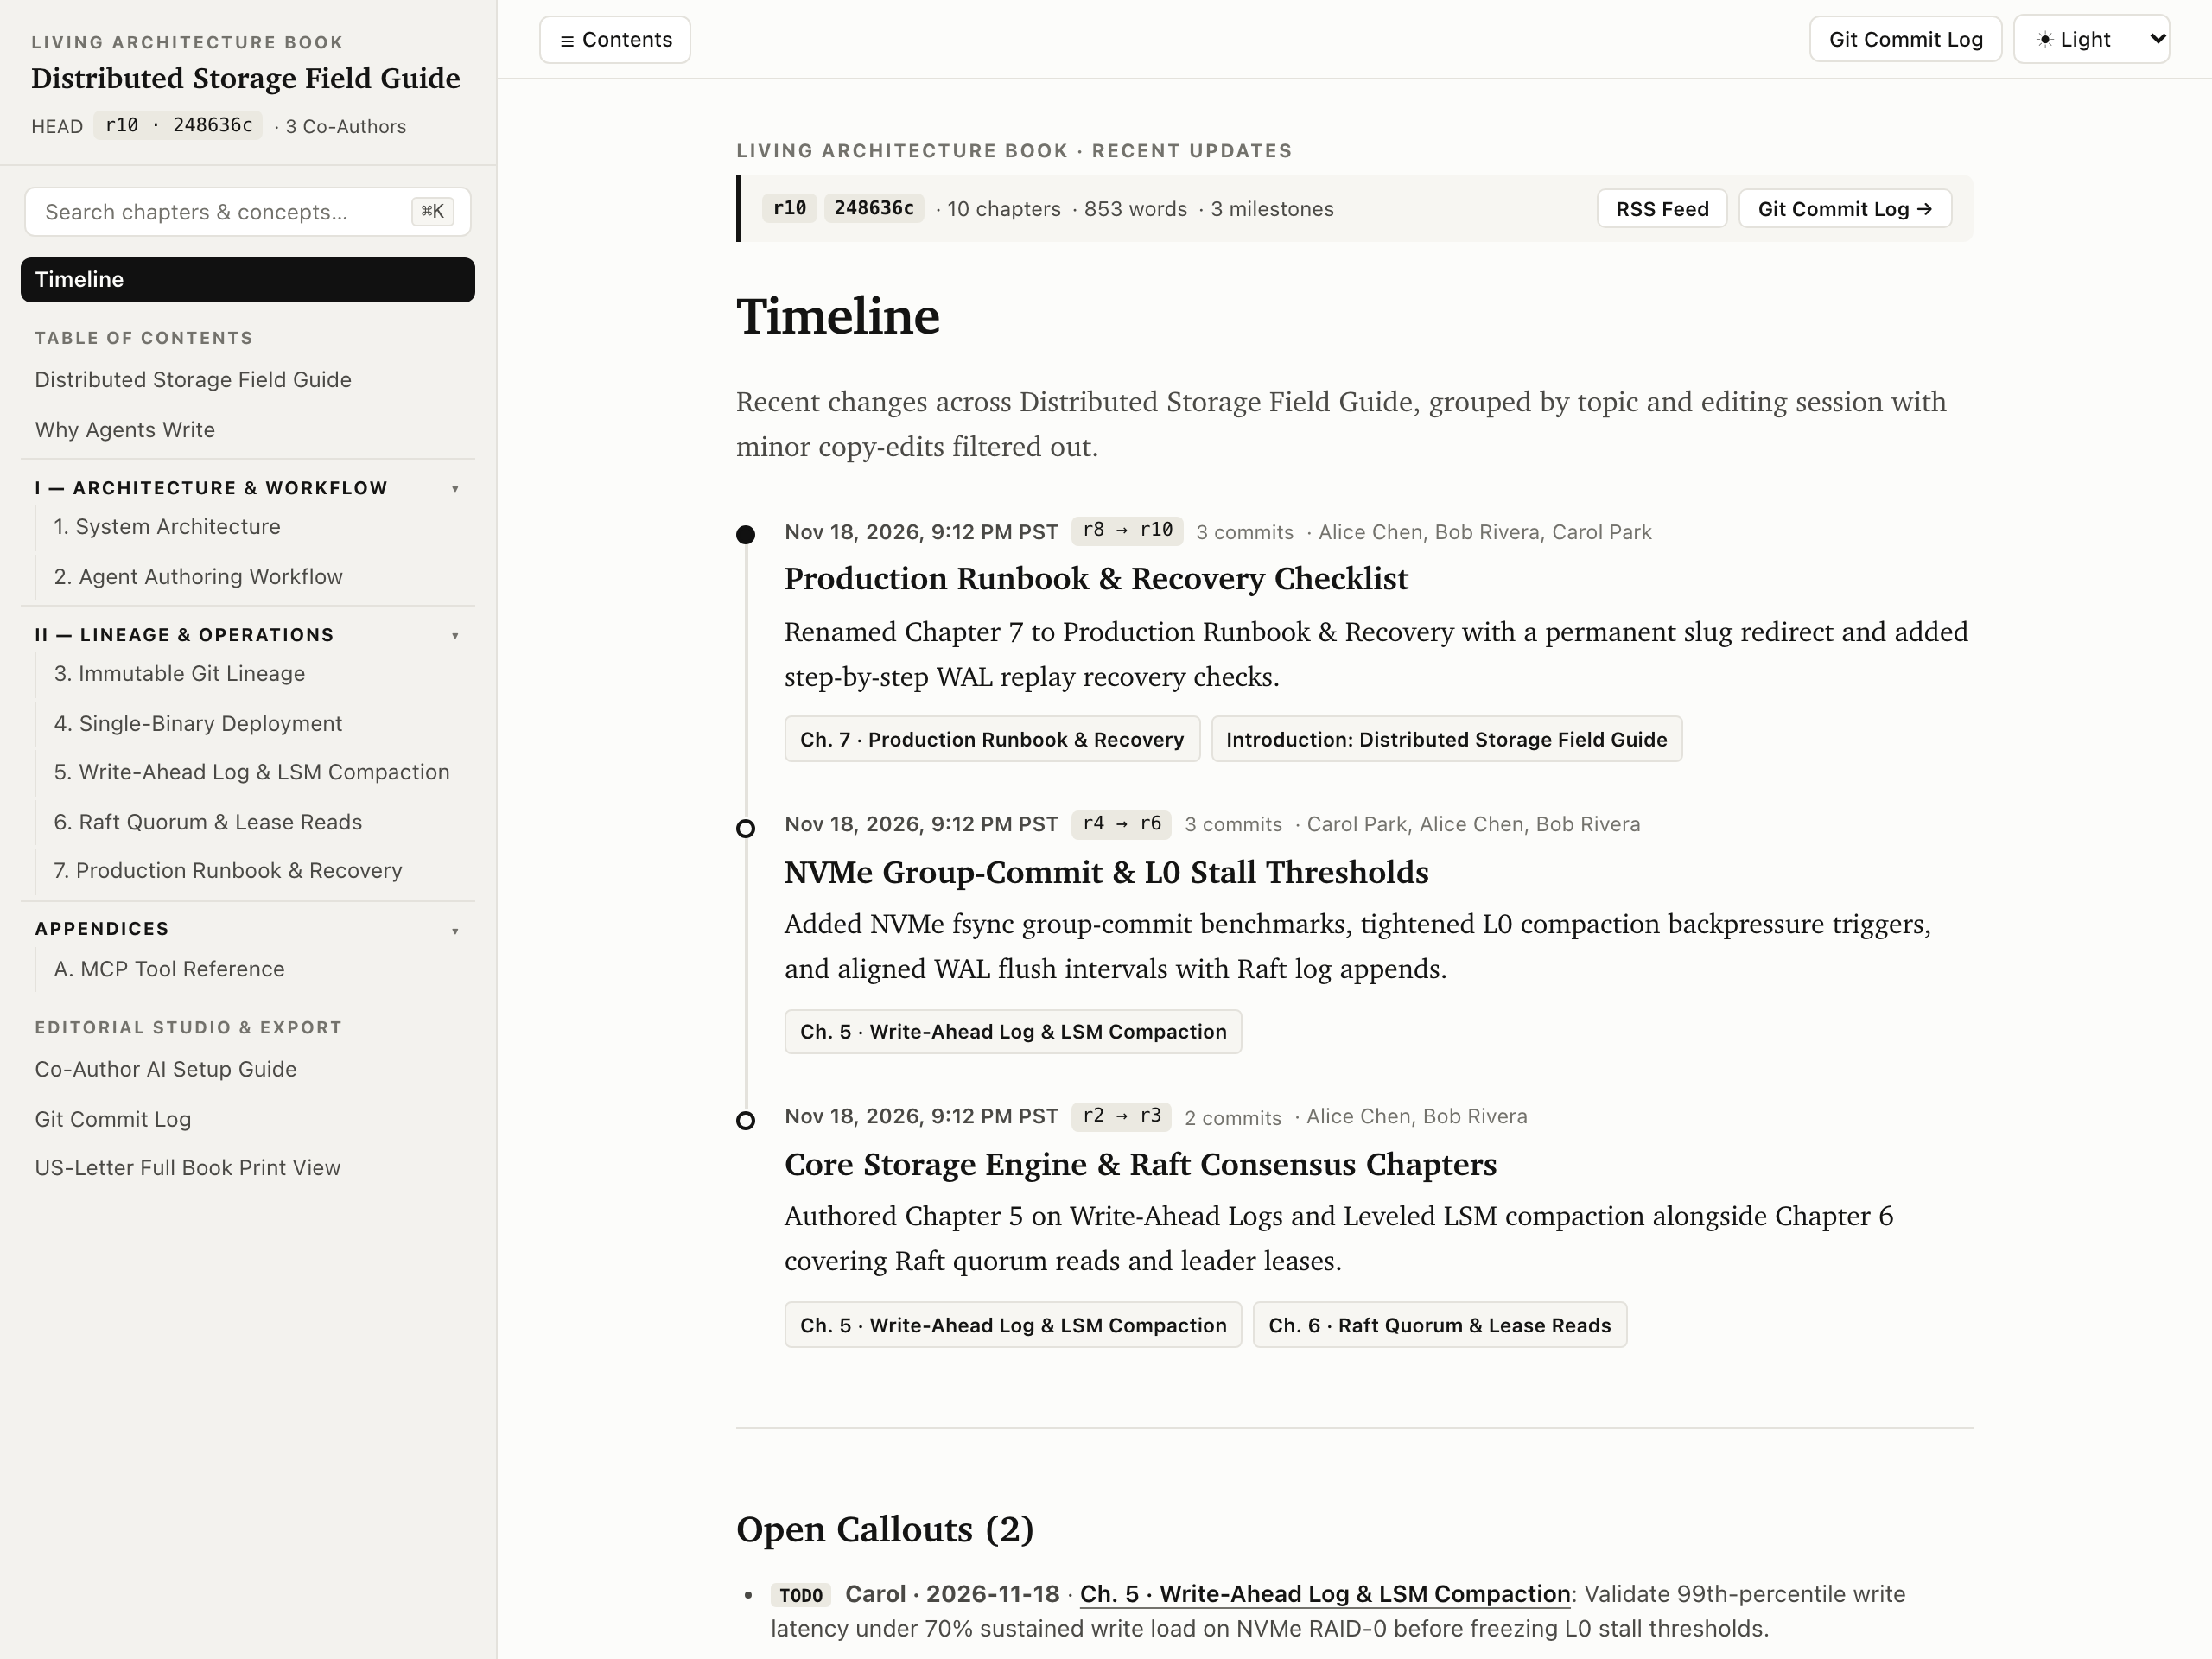 LIVING ARCHITECTURE BOOK
Distributed Storage Field Guide
HEAD r10 · 248636c · 3 Co-Authors
Search chapters & concepts... ⌘K
Timeline
TABLE OF CONTENTS
Distributed Storage Field Guide
Why Agents Write
I — ARCHITECTURE & WORKFLOW ▾
1. System Architecture
2. Agent Authoring Workflow
II — LINEAGE & OPERATIONS ▾
3. Immutable Git Lineage
4. Single-Binary Deployment
5. Write-Ahead Log & LSM Compaction
6. Raft Quorum & Lease Reads
7. Production Runbook & Recovery
APPENDICES ▾
A. MCP Tool Reference
EDITORIAL STUDIO & EXPORT
Co-Author AI Setup Guide
Git Commit Log
US-Letter Full Book Print View
≡ Contents
Git Commit Log
☀ Light
LIVING ARCHITECTURE BOOK · RECENT UPDATES
r10 248636c · 10 chapters · 853 words · 3 milestones
RSS Feed
Git Commit Log →
Timeline
Recent changes across Distributed Storage Field Guide, grouped by topic and editing session with
minor copy-edits filtered out.
Nov 18, 2026, 9:12 PM PST r8 → r10 3 commits · Alice Chen, Bob Rivera, Carol Park
Production Runbook & Recovery Checklist
Renamed Chapter 7 to Production Runbook & Recovery with a permanent slug redirect and added
step-by-step WAL replay recovery checks.
Ch. 7 · Production Runbook & Recovery
Introduction: Distributed Storage Field Guide
Nov 18, 2026, 9:12 PM PST r4 → r6 3 commits · Carol Park, Alice Chen, Bob Rivera
NVMe Group-Commit & L0 Stall Thresholds
Added NVMe fsync group-commit benchmarks, tightened L0 compaction backpressure triggers,
and aligned WAL flush intervals with Raft log appends.
Ch. 5 · Write-Ahead Log & LSM Compaction
Nov 18, 2026, 9:12 PM PST r2 → r3 2 commits · Alice Chen, Bob Rivera
Core Storage Engine & Raft Consensus Chapters
Authored Chapter 5 on Write-Ahead Logs and Leveled LSM compaction alongside Chapter 6
covering Raft quorum reads and leader leases.
Ch. 5 · Write-Ahead Log & LSM Compaction
Ch. 6 · Raft Quorum & Lease Reads
Open Callouts (2)
• TODO Carol · 2026-11-18 · Ch. 5 · Write-Ahead Log & LSM Compaction: Validate 99th-percentile write
latency under 70% sustained write load on NVMe RAID-0 before freezing L0 stall thresholds.